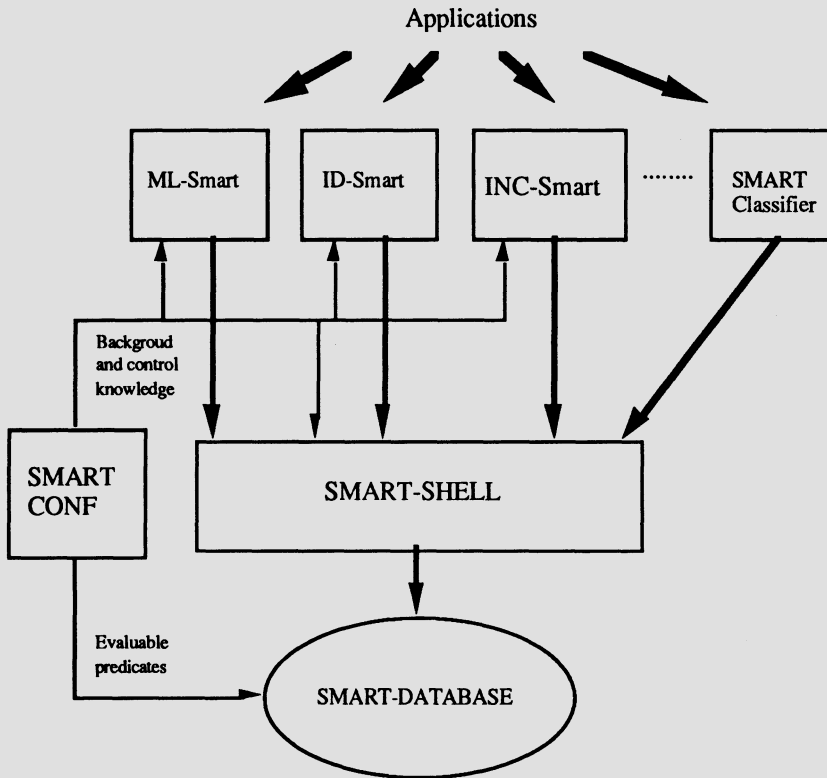 Applications
ML-Smart
ID-Smart
INC-Smart
........
SMART
Classifier
Backgroud
and control
knowledge
SMART
CONF
SMART-SHELL
Evaluable
predicates
SMART-DATABASE